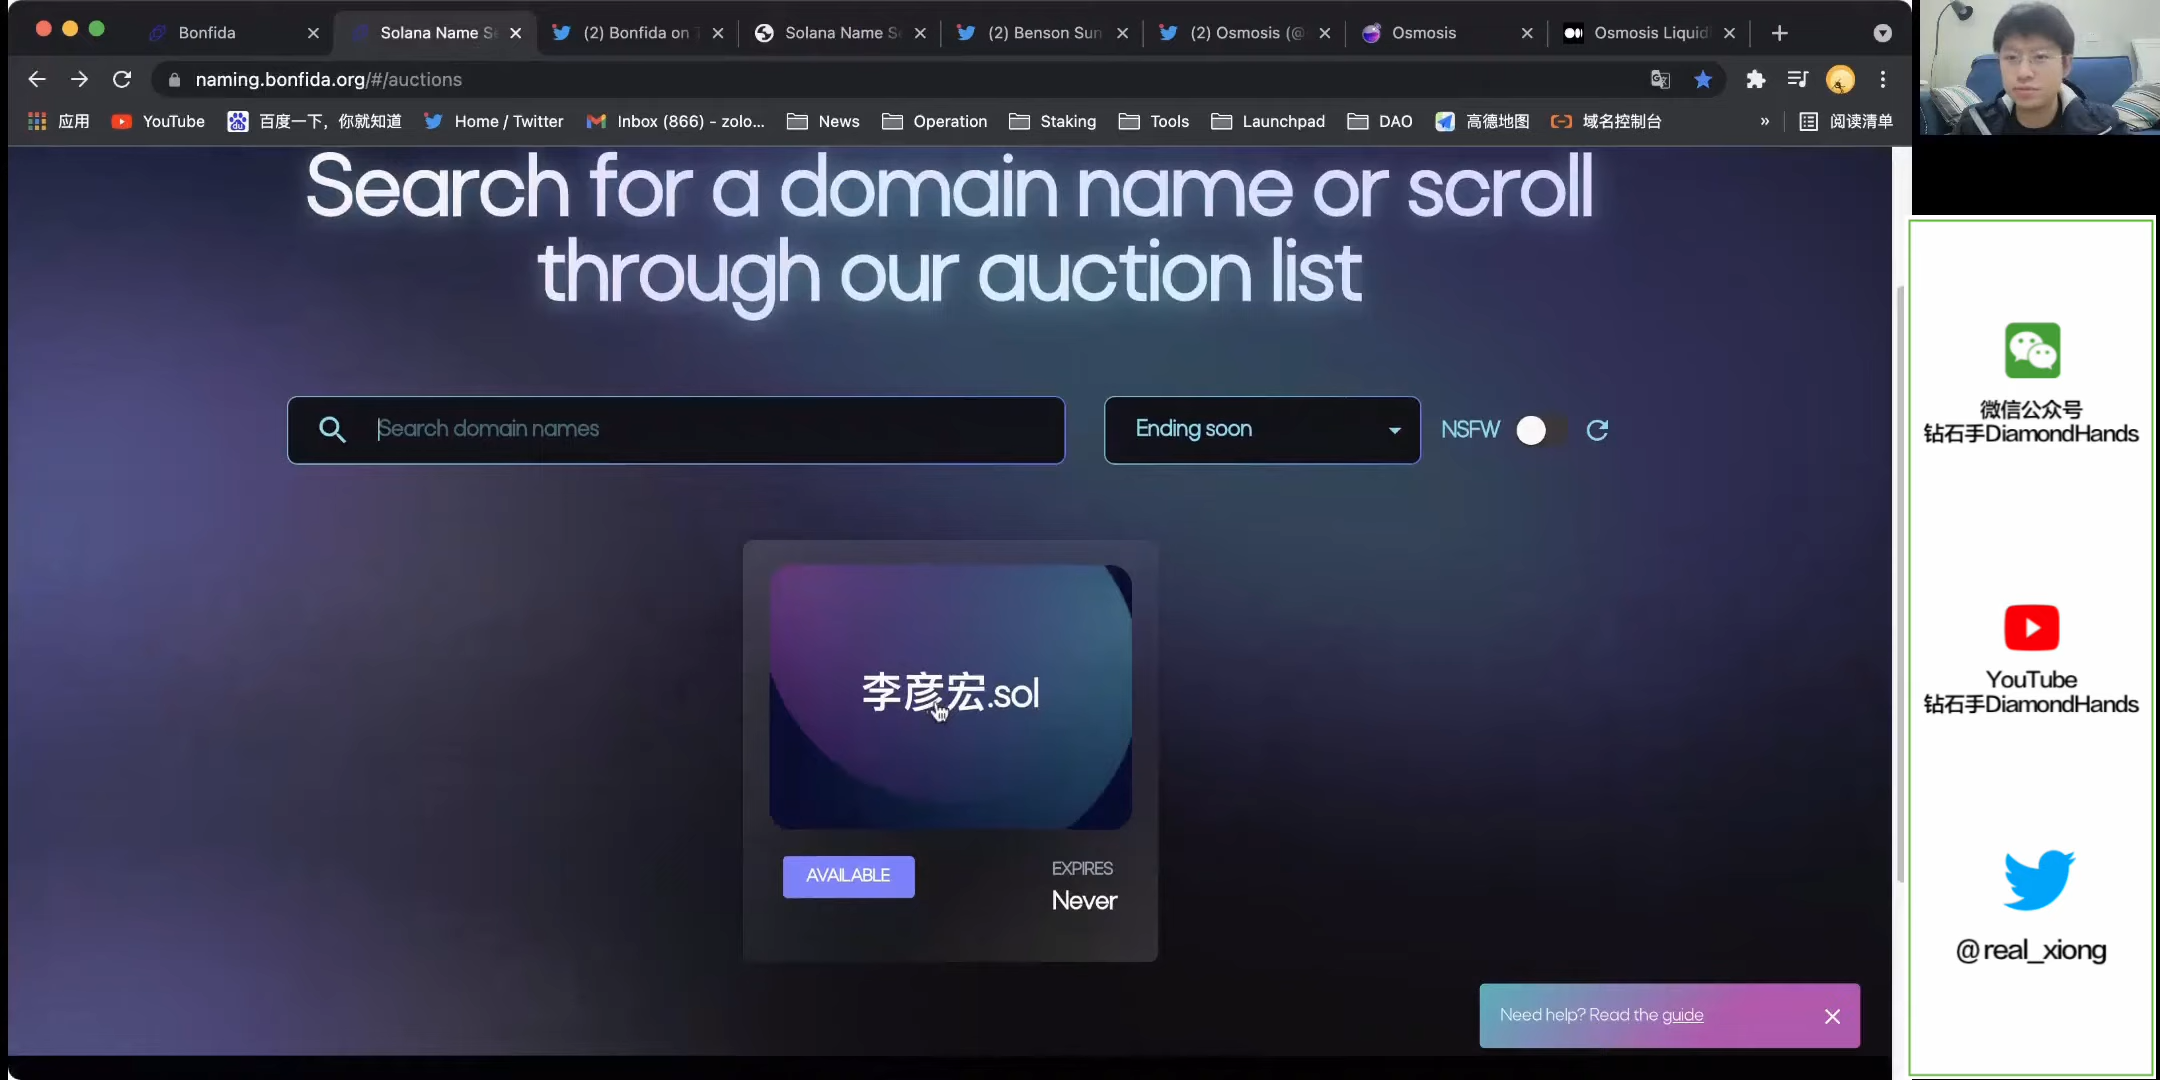 Bonfida
Solana Name S
(2) Bonfida on T
Solana Name Se
(2) Benson Sun
(2) Osmosis (@
Osmosis
Osmosis Liquid
naming.bonfida.org/#/auctions
应用
YouTube
百度一下，你就知道
Home / Twitter
Inbox (866) - zolo...
News
Operation
Staking
Tools
Launchpad
DAO
高德地图
域名控制台
»
阅读清单
Search for a domain name or scroll
through our auction list
Search domain names
Ending soon
NSFW
李彦宏.sol
AVAILABLE
EXPIRES
Never
Need help? Read the guide
微信公众号
钻石手DiamondHands
YouTube
钻石手DiamondHands
@real_xiong